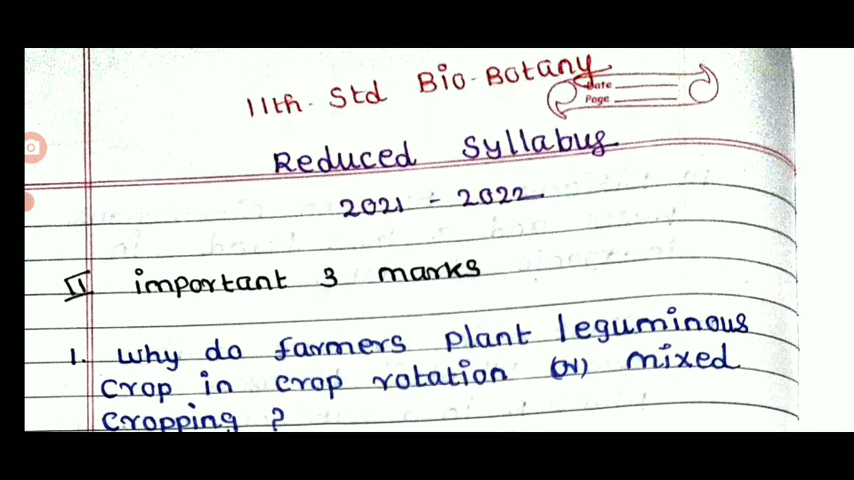 11th. Std Bio-Botany
Date
Page
Reduced Syllabus
2021 - 2022
II important 3 marks
1. Why do farmers plant leguminous
crop in crop rotation (or) mixed
cropping ?